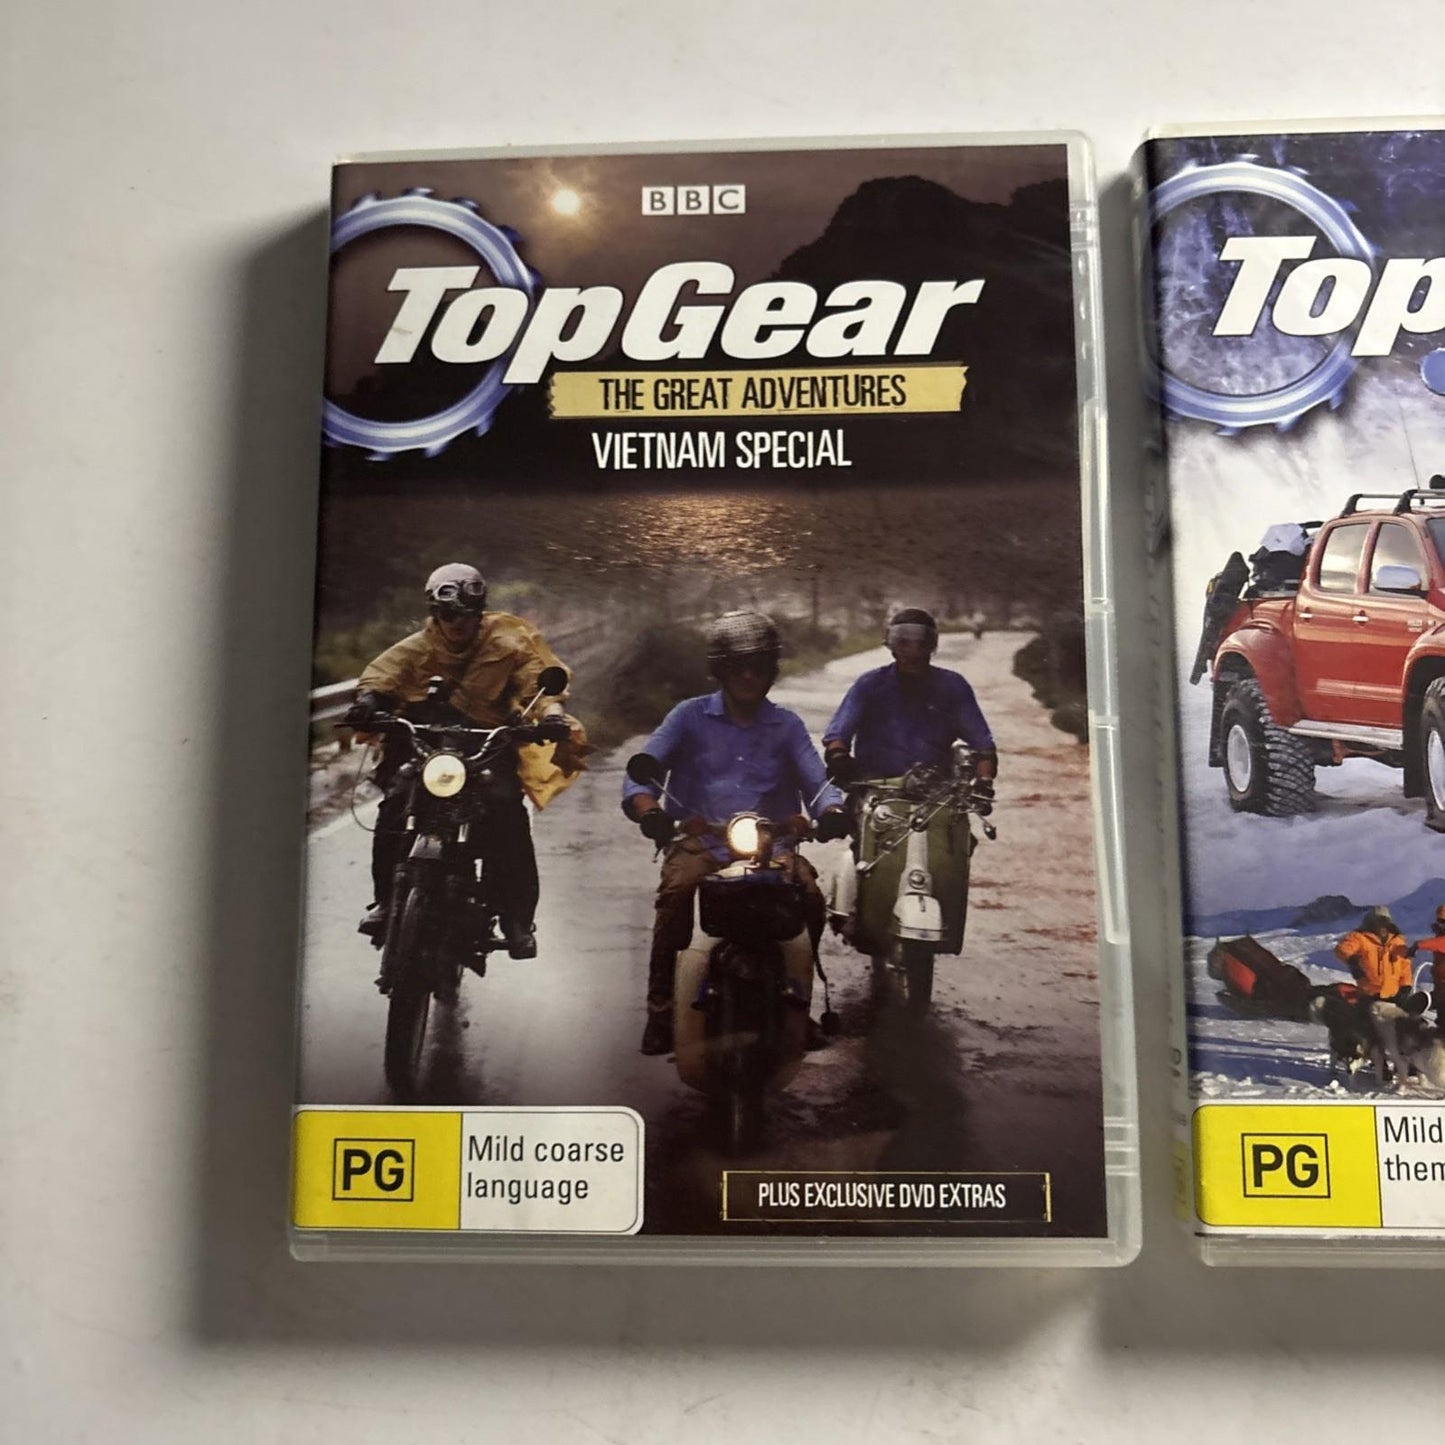 BBC
TopGear
THE GREAT ADVENTURES
VIETNAM SPECIAL
PG
Mild coarse
language
PLUS EXCLUSIVE DVD EXTRAS
Top
PG
Mild
them